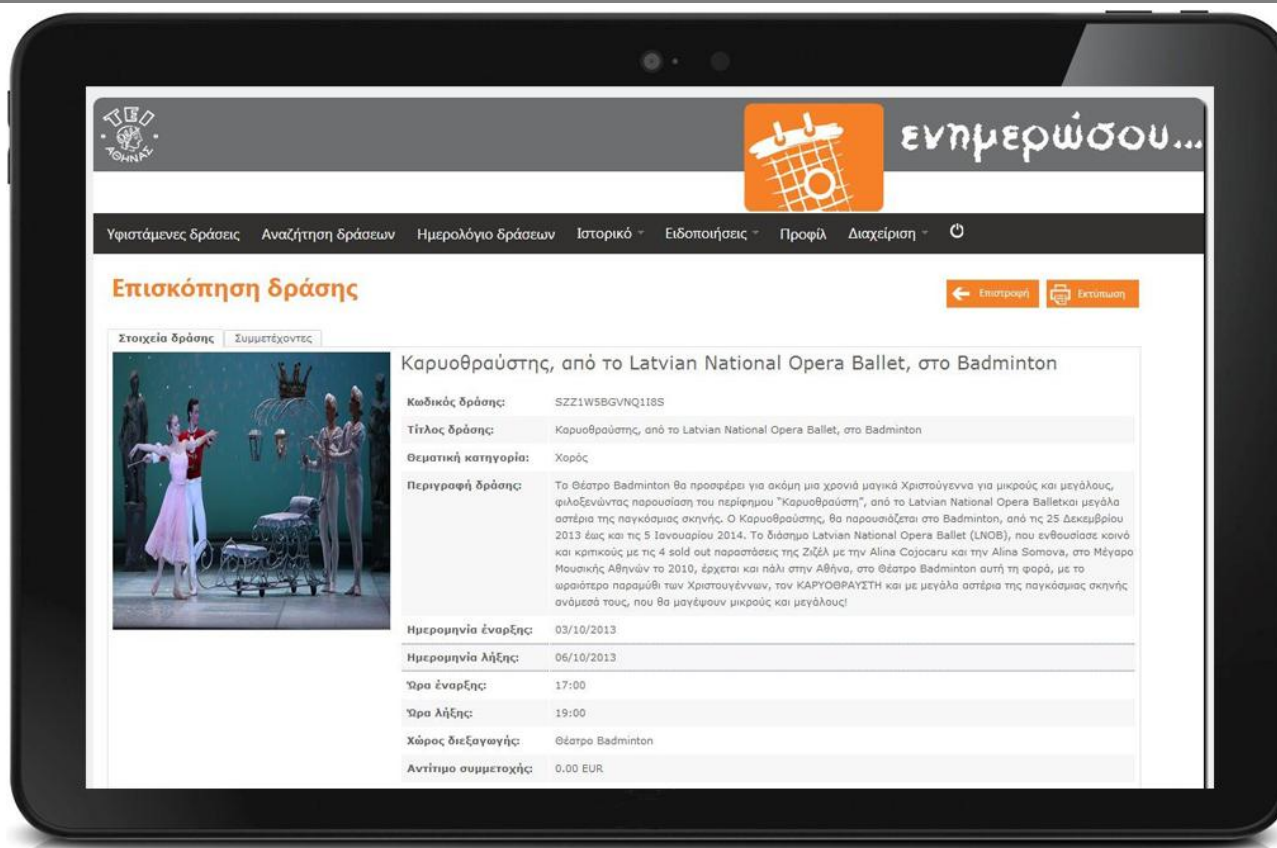 ΤΕΙ
ΑΘΗΝΑΣ
ενημερώσου...
Υφιστάμενες δράσεις Αναζήτηση δράσεων Ημερολόγιο δράσεων Ιστορικό Ειδοποιήσεις Προφίλ Διαχείριση
Επισκόπηση δράσης
Επιστροφή Εκτύπωση
Στοιχεία δράσης Συμμετέχοντες
Καρυοθραύστης, από το Latvian National Opera Ballet, στο Badminton
Κωδικός δράσης: SZZ1W5BGVNQ1I8S
Τίτλος δράσης: Καρυοθραύστης, από το Latvian National Opera Ballet, στο Badminton
Θεματική κατηγορία: Χορός
Περιγραφή δράσης: Το Θέατρο Badminton θα προσφέρει για ακόμη μια χρονιά μαγικά Χριστούγεννα για μικρούς και μεγάλους,
φιλοξενώντας παρουσίαση του περίφημου "Καρυοθραύστη", από το Latvian National Opera Balletκαι μεγάλα
αστέρια της παγκόσμιας σκηνής. Ο Καρυοθραύστης, θα παρουσιάζεται στο Badminton, από τις 25 Δεκεμβρίου
2013 έως και τις 5 Ιανουαρίου 2014. Το διάσημο Latvian National Opera Ballet (LNOB), που ενθουσίασε κοινό
και κριτικούς με τις 4 sold out παραστάσεις της Ζιζέλ με την Alina Cojocaru και την Alina Somova, στο Μέγαρο
Μουσικής Αθηνών το 2010, έρχεται και πάλι στην Αθήνα, στο Θέατρο Badminton αυτή τη φορά, με το
ωραιότερο παραμύθι των Χριστουγέννων, τον ΚΑΡΥΟΘΡΑΥΣΤΗ και με μεγάλα αστέρια της παγκόσμιας σκηνής
ανάμεσά τους, που θα μαγέψουν μικρούς και μεγάλους!
Ημερομηνία έναρξης: 03/10/2013
Ημερομηνία λήξης: 06/10/2013
Ώρα έναρξης: 17:00
Ώρα λήξης: 19:00
Χώρος διεξαγωγής: Θέατρο Badminton
Αντίτιμο συμμετοχής: 0.00 EUR